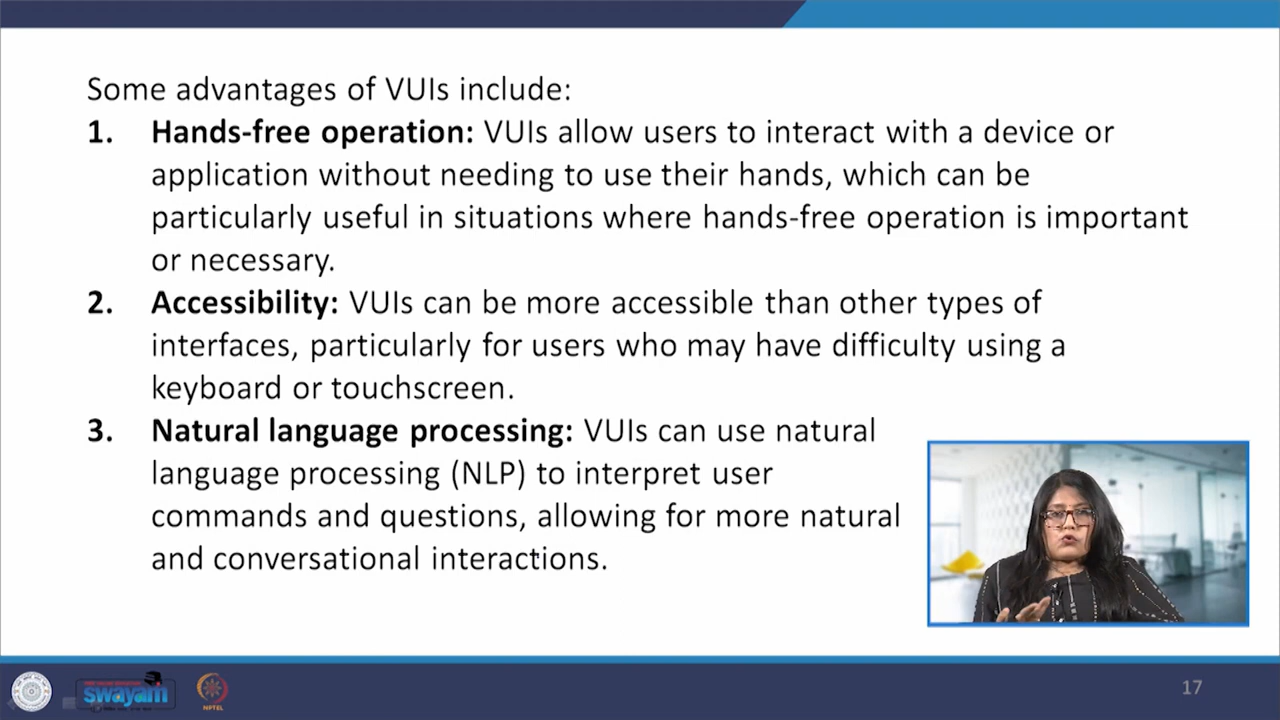 Some advantages of VUIs include:
1. Hands-free operation: VUIs allow users to interact with a device or
application without needing to use their hands, which can be
particularly useful in situations where hands-free operation is important
or necessary.
2. Accessibility: VUIs can be more accessible than other types of
interfaces, particularly for users who may have difficulty using a
keyboard or touchscreen.
3. Natural language processing: VUIs can use natural
language processing (NLP) to interpret user
commands and questions, allowing for more natural
and conversational interactions.
swayam
NPTEL
17